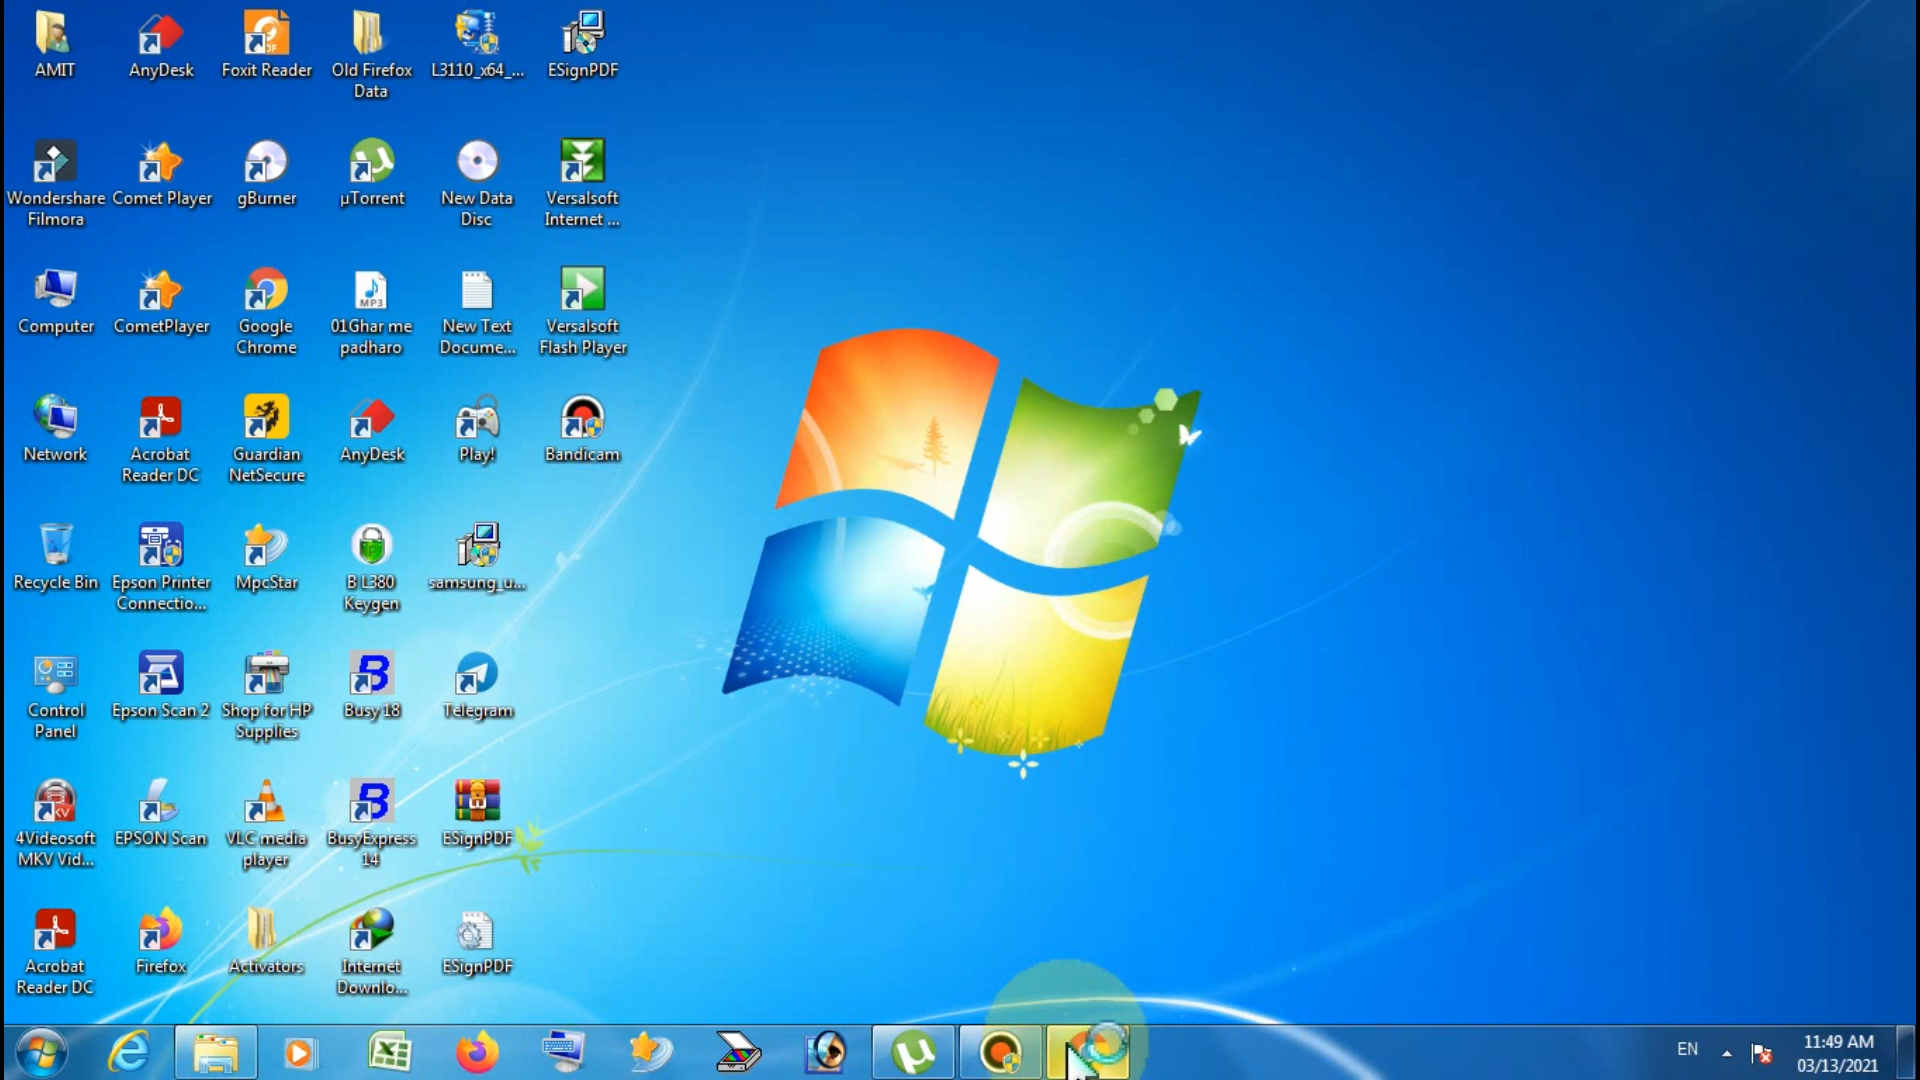 AMIT
AnyDesk
Foxit Reader
Old Firefox
Data
L3110_x64_...
ESignPDF
Wondershare
Filmora
Comet Player
gBurner
µTorrent
New Data
Disc
Versalsoft
Internet ...
Computer
CometPlayer
Google
Chrome
MP3
01Ghar me
padharo
New Text
Docume...
Versalsoft
Flash Player
Network
Acrobat
Reader DC
Guardian
NetSecure
AnyDesk
Play!
Bandicam
Recycle Bin
Epson Printer
Connectio...
MpcStar
B L380
Keygen
samsung_u...
Control
Panel
Epson Scan 2
Shop for HP
Supplies
Busy 18
Telegram
4Videosoft
MKV Vid...
EPSON Scan
VLC media
player
BusyExpress
14
ESignPDF
Acrobat
Reader DC
Firefox
Activators
Internet
Downlo...
ESignPDF
EN
11:49 AM
03/13/2021